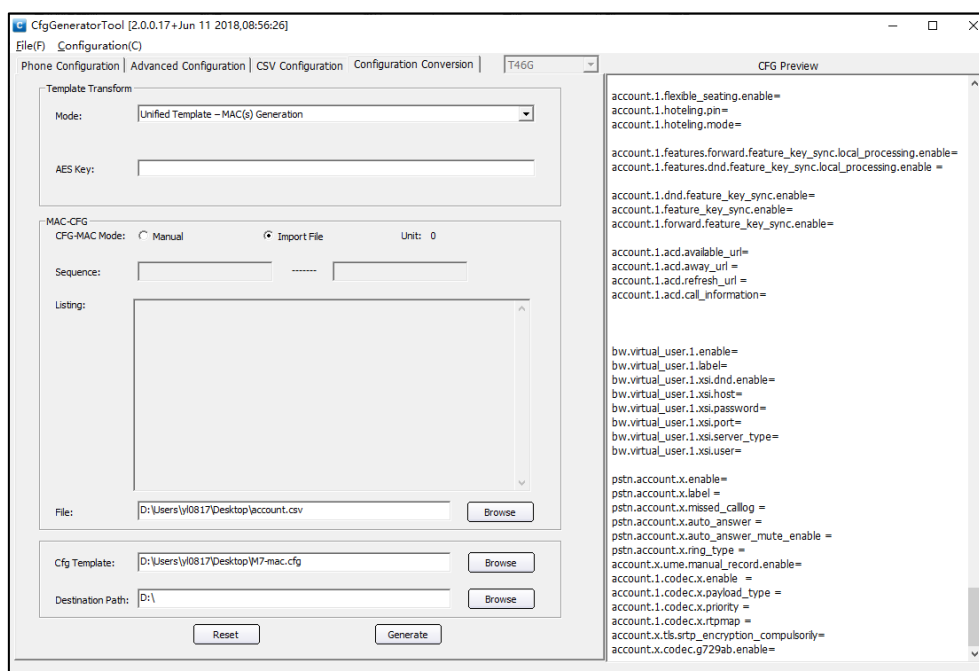 CfgGeneratorTool [2.0.0.17+Jun 11 2018,08:56:26]
File(F) Configuration(C)
Phone Configuration Advanced Configuration CSV Configuration Configuration Conversion T46G
Template Transform
Mode: Unified Template – MAC(s) Generation
AES Key:
MAC-CFG
CFG-MAC Mode: Manual Import File Unit: 0
Sequence: -------
Listing:
File: D:\Users\yl0817\Desktop\account.csv Browse
Cfg Template: D:\Users\yl0817\Desktop\M7-mac.cfg Browse
Destination Path: D:\ Browse
Reset Generate
CFG Preview
account.1.flexible_seating.enable=
account.1.hoteling.pin=
account.1.hoteling.mode=
account.1.features.forward.feature_key_sync.local_processing.enable=
account.1.features.dnd.feature_key_sync.local_processing.enable =
account.1.dnd.feature_key_sync.enable=
account.1.feature_key_sync.enable=
account.1.forward.feature_key_sync.enable=
account.1.acd.available_url=
account.1.acd.away_url =
account.1.acd.refresh_url =
account.1.acd.call_information=
bw.virtual_user.1.enable=
bw.virtual_user.1.label=
bw.virtual_user.1.xsi.dnd.enable=
bw.virtual_user.1.xsi.host=
bw.virtual_user.1.xsi.password=
bw.virtual_user.1.xsi.port=
bw.virtual_user.1.xsi.server_type=
bw.virtual_user.1.xsi.user=
pstn.account.x.enable=
pstn.account.x.label =
pstn.account.x.missed_calllog =
pstn.account.x.auto_answer =
pstn.account.x.auto_answer_mute_enable =
pstn.account.x.ring_type =
account.x.ume.manual_record.enable=
account.1.codec.x.enable =
account.1.codec.x.payload_type =
account.1.codec.x.priority =
account.1.codec.x.rtpmap =
account.x.tls.srtp_encryption_compulsorily=
account.x.codec.g729ab.enable=